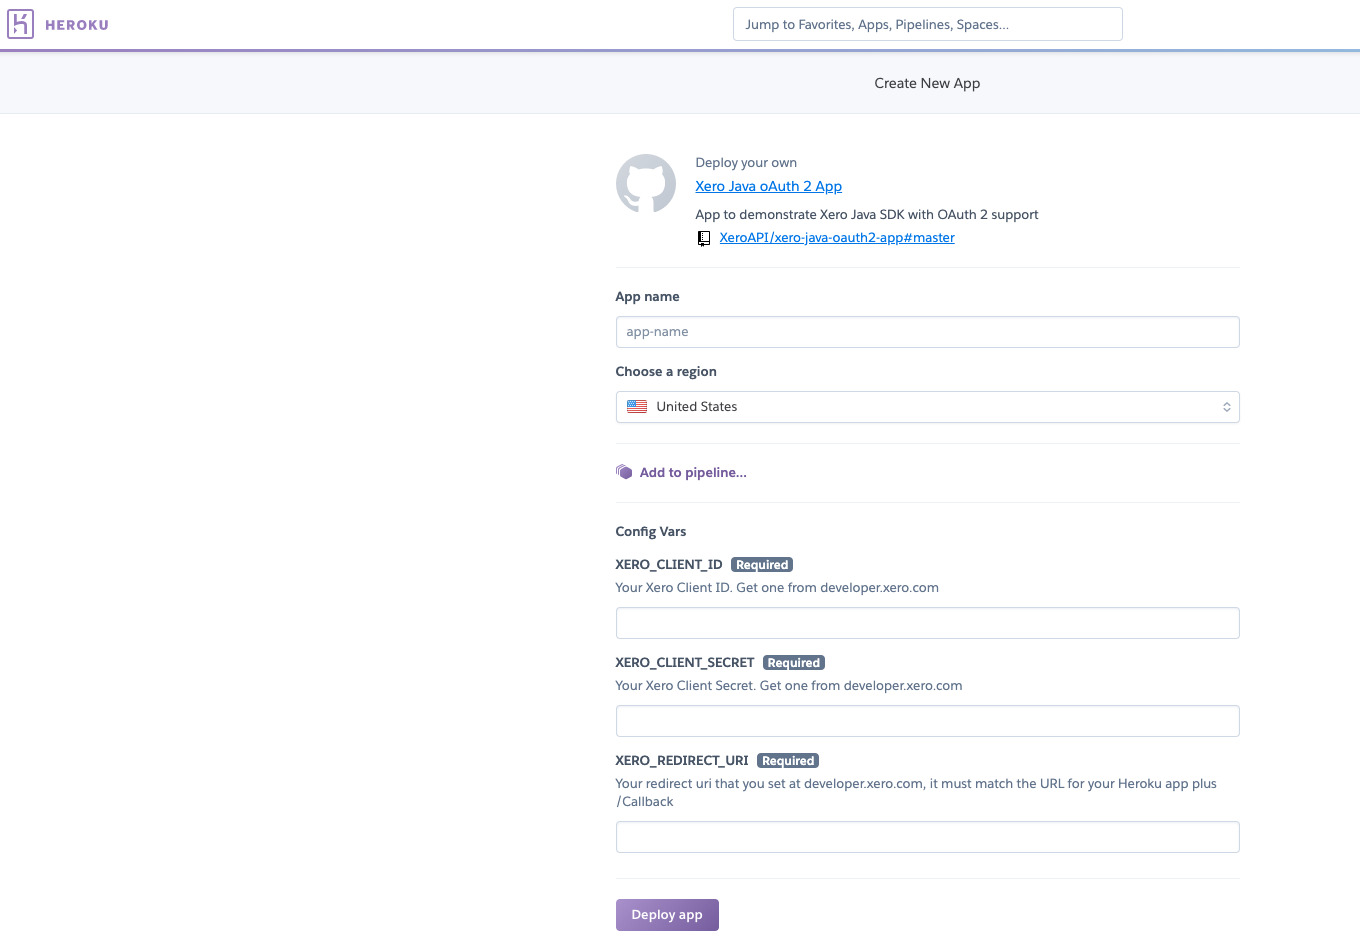 HEROKU
Jump to Favorites, Apps, Pipelines, Spaces...
Create New App
Deploy your own
Xero Java oAuth 2 App
App to demonstrate Xero Java SDK with OAuth 2 support
XeroAPI/xero-java-oauth2-app#master
App name
app-name
Choose a region
United States
Add to pipeline...
Config Vars
XERO_CLIENT_ID Required
Your Xero Client ID. Get one from developer.xero.com
XERO_CLIENT_SECRET Required
Your Xero Client Secret. Get one from developer.xero.com
XERO_REDIRECT_URI Required
Your redirect uri that you set at developer.xero.com, it must match the URL for your Heroku app plus
/Callback
Deploy app